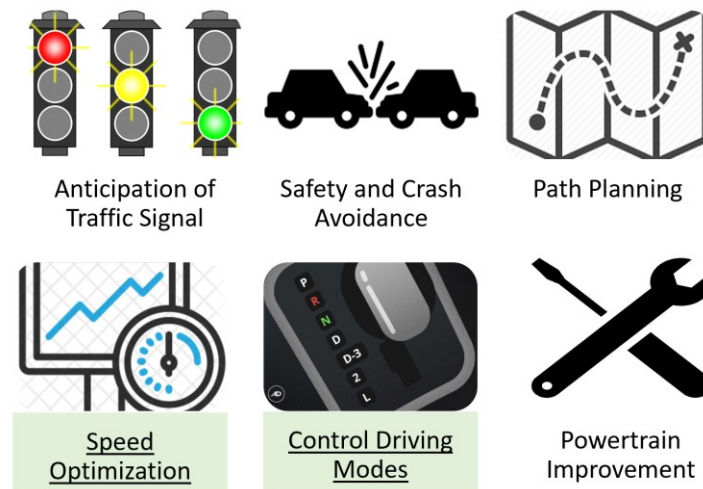 Anticipation of
Traffic Signal
Safety and Crash
Avoidance
Path Planning
P
R
N
D
D-3
2
L
Speed
Optimization
Control Driving
Modes
Powertrain
Improvement